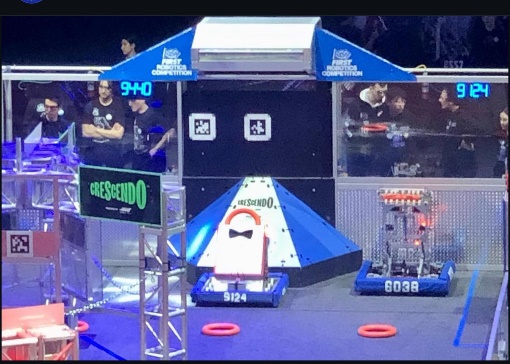 FIRST
ROBOTICS
COMPETITION
FIRST
ROBOTICS
COMPETITION
9440
9124
CRESCENDO
CRESCENDO
9124
6038